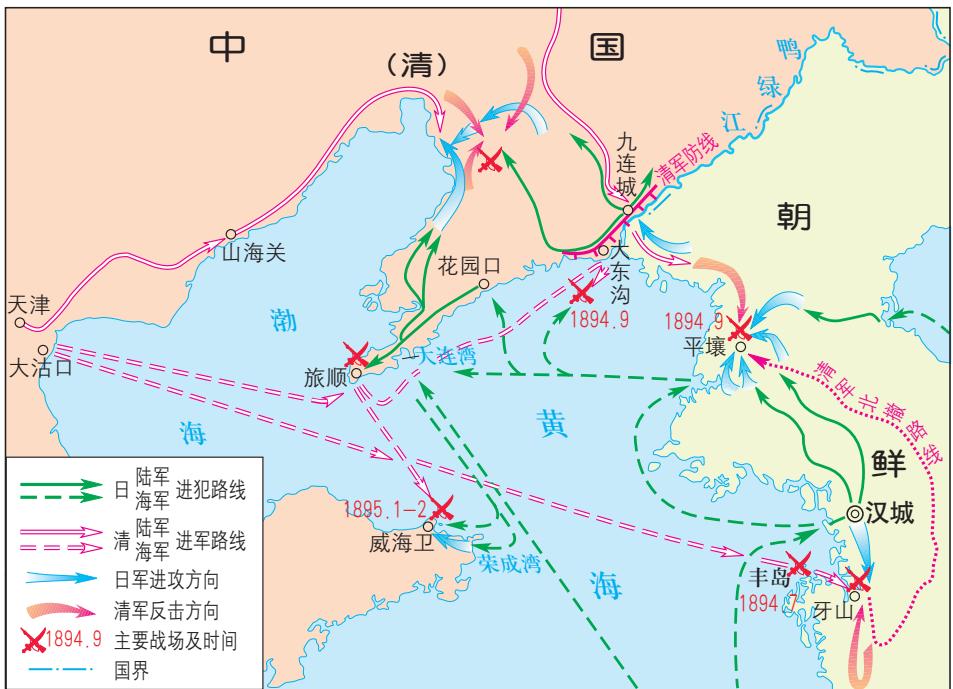 中
国
（清）
鸭
绿
江
九连城
清军防线
朝
山海关
花园口
大东沟
天津
渤
1894.9
1894.9
平壤
大沽口
大连湾
旅顺
清军北撤路线
海
黄
鲜
日 陆军 进犯路线
海军
1895.1-2
汉城
清 陆军 进军路线
海军
威海卫
荣成湾
日军进攻方向
海
丰岛
清军反击方向
1894.7
牙山
1894.9 主要战场及时间
国界